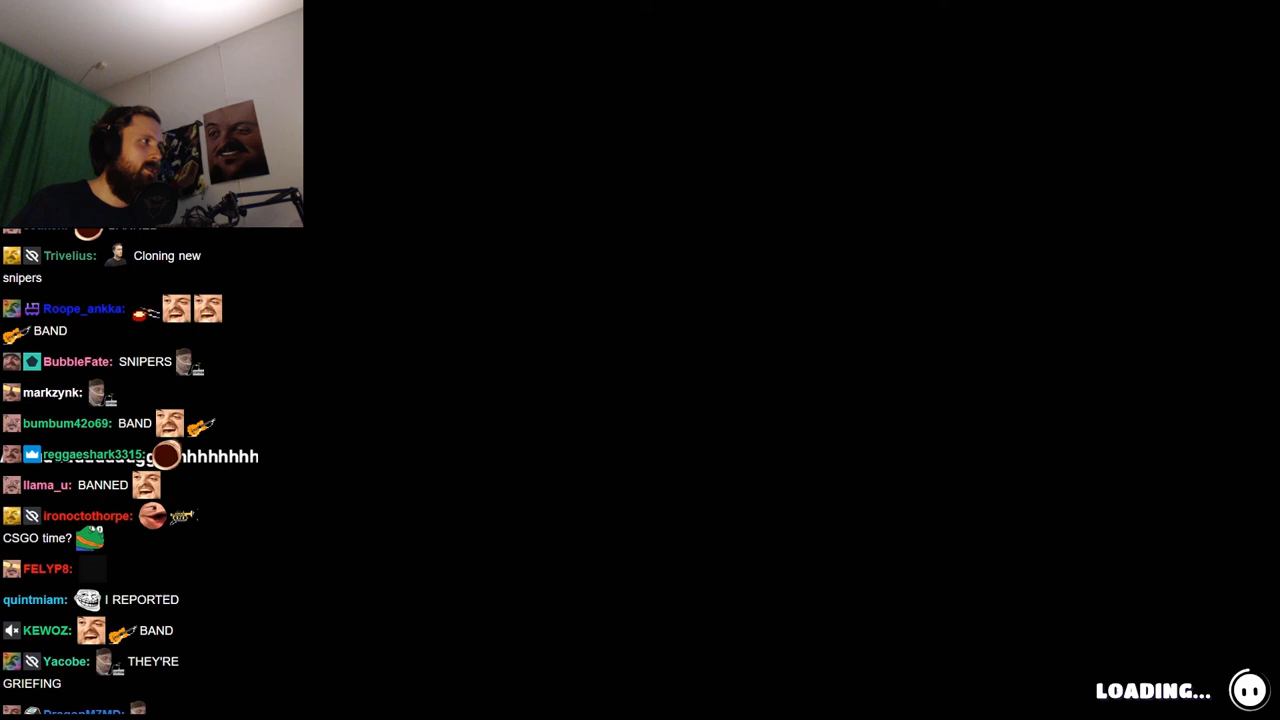 Trivelius: Cloning new
snipers
Roope_ankka:
BAND
BubbleFate: SNIPERS
markzynk:
bumbum42o69: BAND
reggaeshark3315:
llama_u: BANNED
ironoctothorpe:
CSGO time?
FELYP8:
quintmiam: I REPORTED
KEWOZ: BAND
Yacobe: THEY'RE
GRIEFING
LOADING...